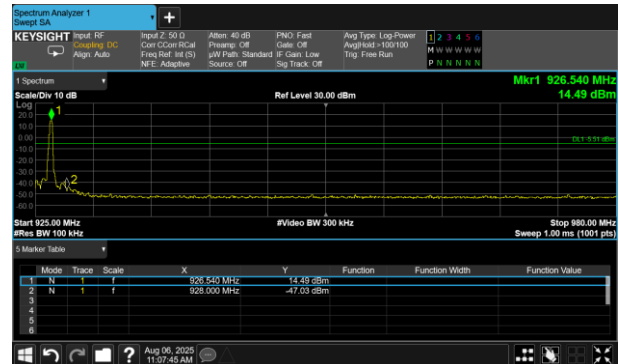 Spectrum Analyzer 1
Swept SA
+
KEYSIGHT Input: RF Input Z: 50 Ω Atten: 40 dB PNO: Fast Avg Type: Log-Power 1 2 3 4 5 6
Coupling: DC Corr CCorr RCal Preamp: Off Gate: Off Avg|Hold:>100/100 M W W W W W
Align: Auto Freq Ref: Int (S) µW Path: Standard IF Gain: Low Trig: Free Run
NFE: Adaptive Source: Off Sig Track: Off P N N N N N
LXI
1 Spectrum Mkr1 926.540 MHz
Scale/Div 10 dB Ref Level 30.00 dBm 14.49 dBm
Log
1
20.0
10.0
0.00
DL1 -5.51 dBm
-10.0
-20.0
-30.0
-40.0
2
-50.0
-60.0
Start 925.00 MHz #Video BW 300 kHz Stop 980.00 MHz
#Res BW 100 kHz Sweep 1.00 ms (1001 pts)
5 Marker Table
Mode Trace Scale X Y Function Function Width Function Value
1 N 1 f 926.540 MHz 14.49 dBm
2 N 1 f 928.000 MHz -47.03 dBm
3
4
5
6
? Aug 06, 2025
11:07:45 AM